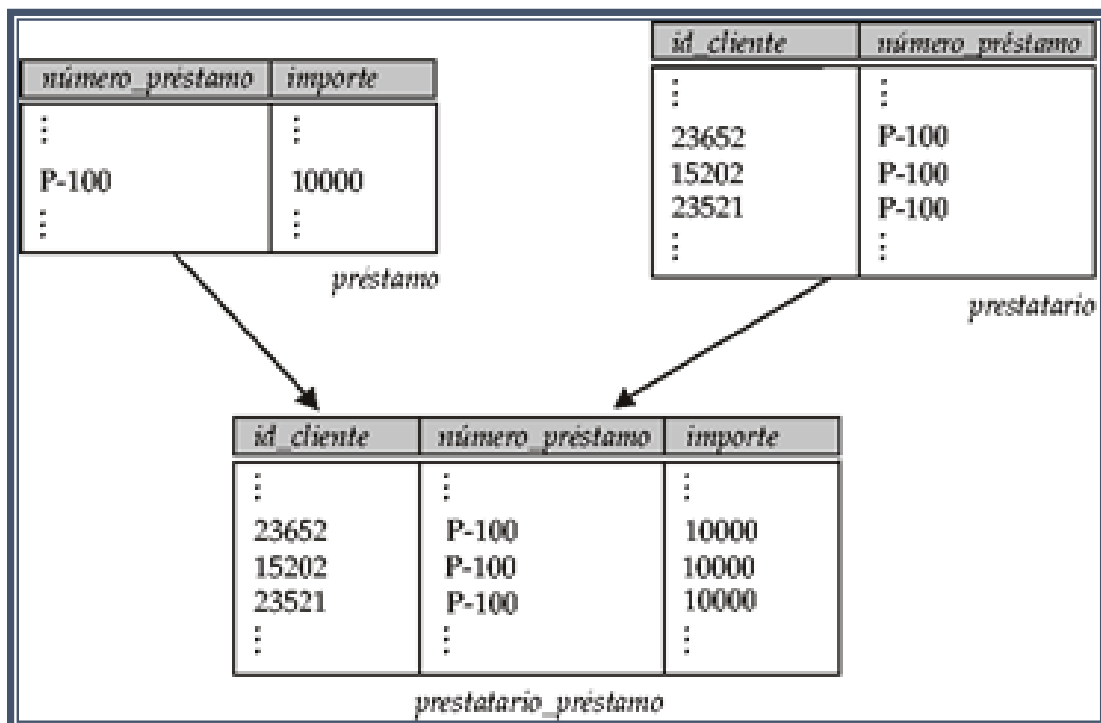 número_préstamo importe
⋮ ⋮
P-100 10000
⋮ ⋮
préstamo
id_cliente número_préstamo
⋮ ⋮
23652 P-100
15202 P-100
23521 P-100
⋮ ⋮
prestatario
id_cliente número_préstamo importe
⋮ ⋮ ⋮
23652 P-100 10000
15202 P-100 10000
23521 P-100 10000
⋮ ⋮ ⋮
prestatario_préstamo